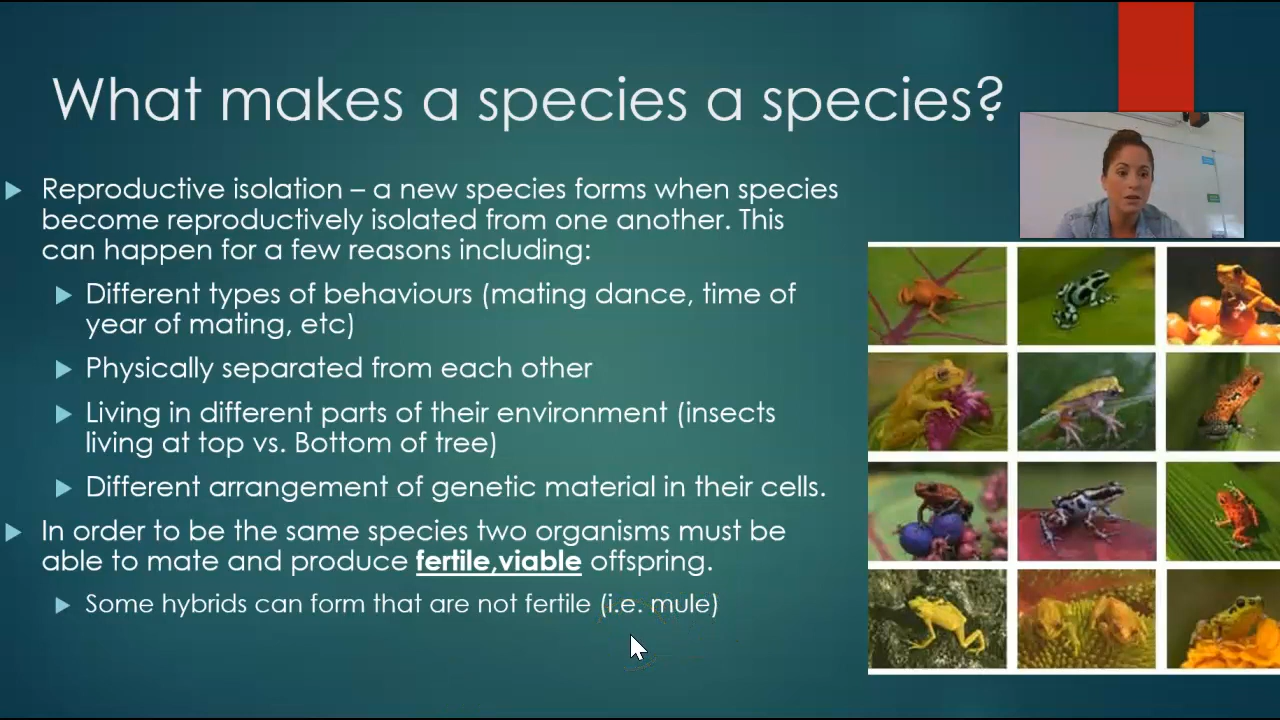 What makes a species a species?
Reproductive isolation – a new species forms when species
become reproductively isolated from one another. This
can happen for a few reasons including:
Different types of behaviours (mating dance, time of
year of mating, etc)
Physically separated from each other
Living in different parts of their environment (insects
living at top vs. Bottom of tree)
Different arrangement of genetic material in their cells.
In order to be the same species two organisms must be
able to mate and produce fertile,viable offspring.
Some hybrids can form that are not fertile (i.e. mule)